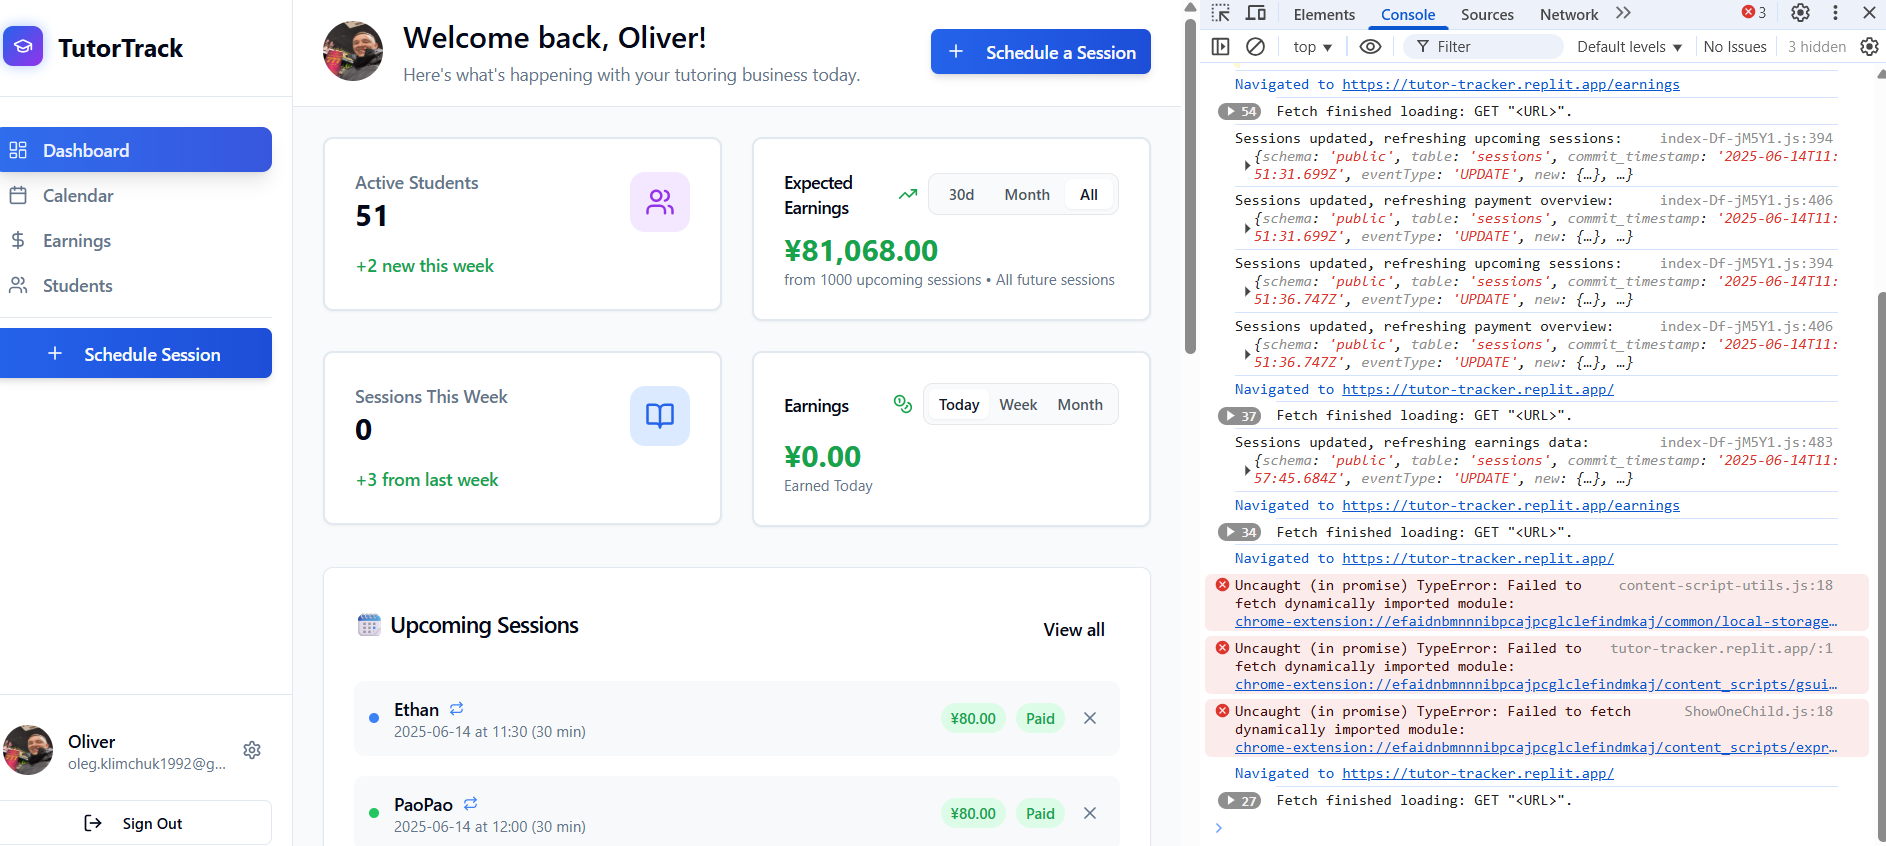 TutorTrack
Dashboard
Calendar
Earnings
Students
Schedule Session
Oliver
oleg.klimchuk1992@g...
Sign Out
Welcome back, Oliver!
Here's what's happening with your tutoring business today.
Schedule a Session
Active Students
51
+2 new this week
Expected Earnings
30d Month All
¥81,068.00
from 1000 upcoming sessions • All future sessions
Sessions This Week
0
+3 from last week
Earnings
Today Week Month
¥0.00
Earned Today
Upcoming Sessions
View all
Ethan
2025-06-14 at 11:30 (30 min)
¥80.00 Paid
PaoPao
2025-06-14 at 12:00 (30 min)
¥80.00 Paid
Elements Console Sources Network 3
top Filter Default levels No Issues 3 hidden
Navigated to https://tutor-tracker.replit.app/earnings
54 Fetch finished loading: GET "<URL>".
Sessions updated, refreshing upcoming sessions: index-Df-jM5Y1.js:394
{schema: 'public', table: 'sessions', commit_timestamp: '2025-06-14T11:
51:31.699Z', eventType: 'UPDATE', new: {…}, …}
Sessions updated, refreshing payment overview: index-Df-jM5Y1.js:406
{schema: 'public', table: 'sessions', commit_timestamp: '2025-06-14T11:
51:31.699Z', eventType: 'UPDATE', new: {…}, …}
Sessions updated, refreshing upcoming sessions: index-Df-jM5Y1.js:394
{schema: 'public', table: 'sessions', commit_timestamp: '2025-06-14T11:
51:36.747Z', eventType: 'UPDATE', new: {…}, …}
Sessions updated, refreshing payment overview: index-Df-jM5Y1.js:406
{schema: 'public', table: 'sessions', commit_timestamp: '2025-06-14T11:
51:36.747Z', eventType: 'UPDATE', new: {…}, …}
Navigated to https://tutor-tracker.replit.app/
37 Fetch finished loading: GET "<URL>".
Sessions updated, refreshing earnings data: index-Df-jM5Y1.js:483
{schema: 'public', table: 'sessions', commit_timestamp: '2025-06-14T11:
57:45.684Z', eventType: 'UPDATE', new: {…}, …}
Navigated to https://tutor-tracker.replit.app/earnings
34 Fetch finished loading: GET "<URL>".
Navigated to https://tutor-tracker.replit.app/
Uncaught (in promise) TypeError: Failed to content-script-utils.js:18
fetch dynamically imported module:
chrome-extension://efaidnbmnnnibpcajpcglclefindmkaj/common/local-storage…
Uncaught (in promise) TypeError: Failed to tutor-tracker.replit.app/:1
fetch dynamically imported module:
chrome-extension://efaidnbmnnnibpcajpcglclefindmkaj/content_scripts/gsui…
Uncaught (in promise) TypeError: Failed to fetch ShowOneChild.js:18
dynamically imported module:
chrome-extension://efaidnbmnnnibpcajpcglclefindmkaj/content_scripts/expr…
Navigated to https://tutor-tracker.replit.app/
27 Fetch finished loading: GET "<URL>".